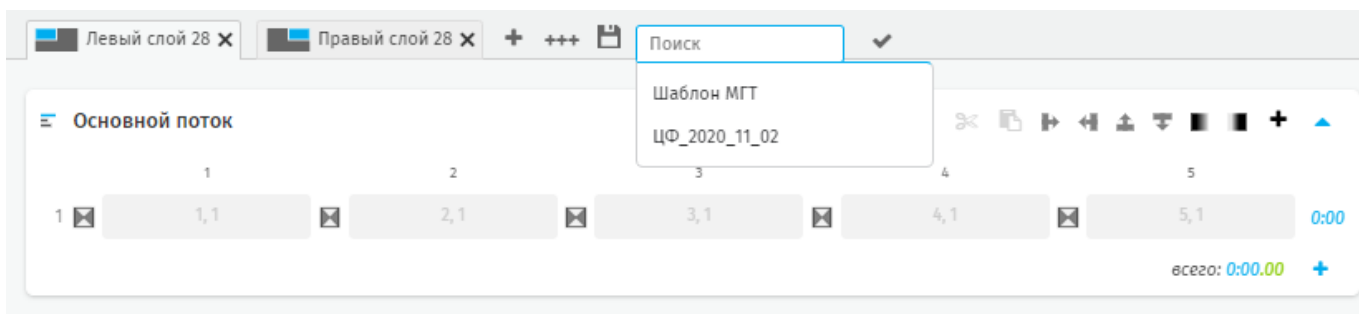 Левый слой 28 Правый слой 28 + +++ Поиск
Шаблон МГТ
Основной поток
ЦФ_2020_11_02
1 2 3 4 5
1 1, 1 2, 1 3, 1 4, 1 5, 1 0:00
всего: 0:00.00 +